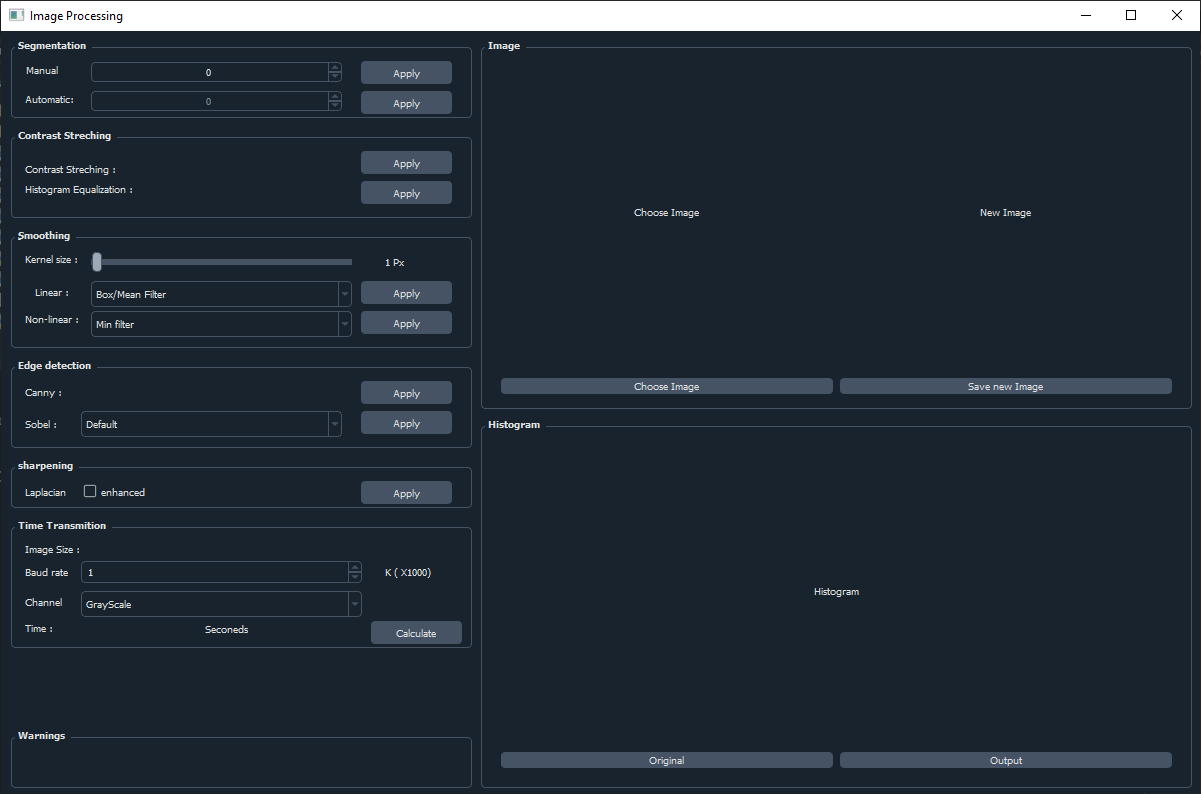 Image Processing
Segmentation
Manual
0
Apply
Automatic:
0
Apply
Contrast Streching
Contrast Streching :
Apply
Histogram Equalization :
Apply
Smoothing
Kernel size :
1 Px
Linear :
Box/Mean Filter
Apply
Non-linear :
Min filter
Apply
Edge detection
Canny :
Apply
Sobel :
Default
Apply
sharpening
Laplacian
enhanced
Apply
Time Transmition
Image Size :
Baud rate
1
K ( X1000)
Channel
GrayScale
Time :
Seconeds
Calculate
Warnings
Image
Choose Image
New Image
Choose Image
Save new Image
Histogram
Histogram
Original
Output